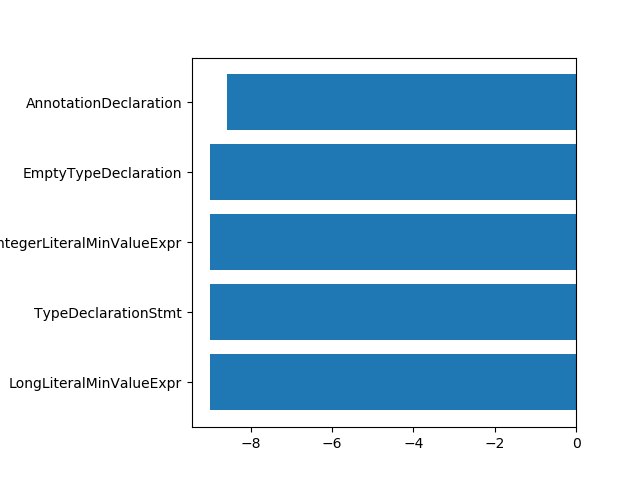 AnnotationDeclaration
EmptyTypeDeclaration
ntegerLiteralMinValueExpr
TypeDeclarationStmt
LongLiteralMinValueExpr
−8 −6 −4 −2 0